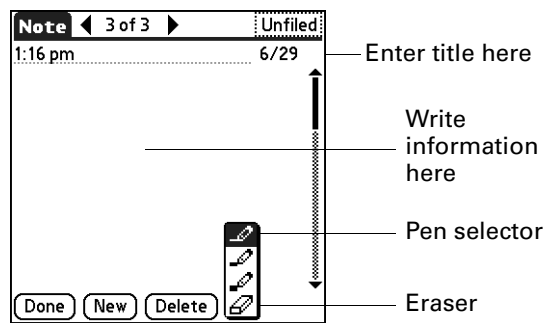 Note 3 of 3 Unfiled
1:16 pm 6/29
Enter title here
Write
information
here
Pen selector
Done New Delete
Eraser